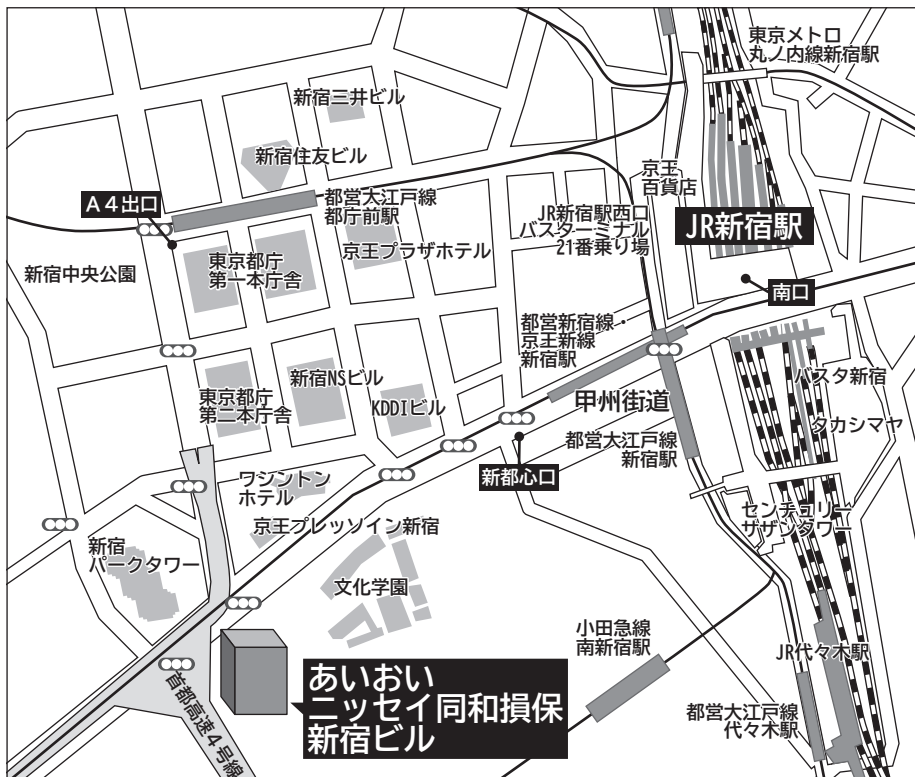 東京メトロ
丸ノ内線新宿駅
新宿三井ビル
新宿住友ビル
京王
百貨店
A4出口
都営大江戸線
都庁前駅
JR新宿駅西口
バスターミナル
21番乗り場
JR新宿駅
新宿中央公園
東京都庁
第一本庁舎
京王プラザホテル
南口
都営新宿線・
京王新線
新宿駅
東京都庁
第二本庁舎
新宿NSビル
KDDIビル
甲州街道
バスタ新宿
タカシマヤ
都営大江戸線
新宿駅
新都心口
ワシントン
ホテル
京王プレッソイン新宿
センチュリー
サザンタワー
新宿
パークタワー
文化学園
小田急線
南新宿駅
JR代々木駅
あいおい
ニッセイ同和損保
新宿ビル
首都高速4号線
都営大江戸線
代々木駅